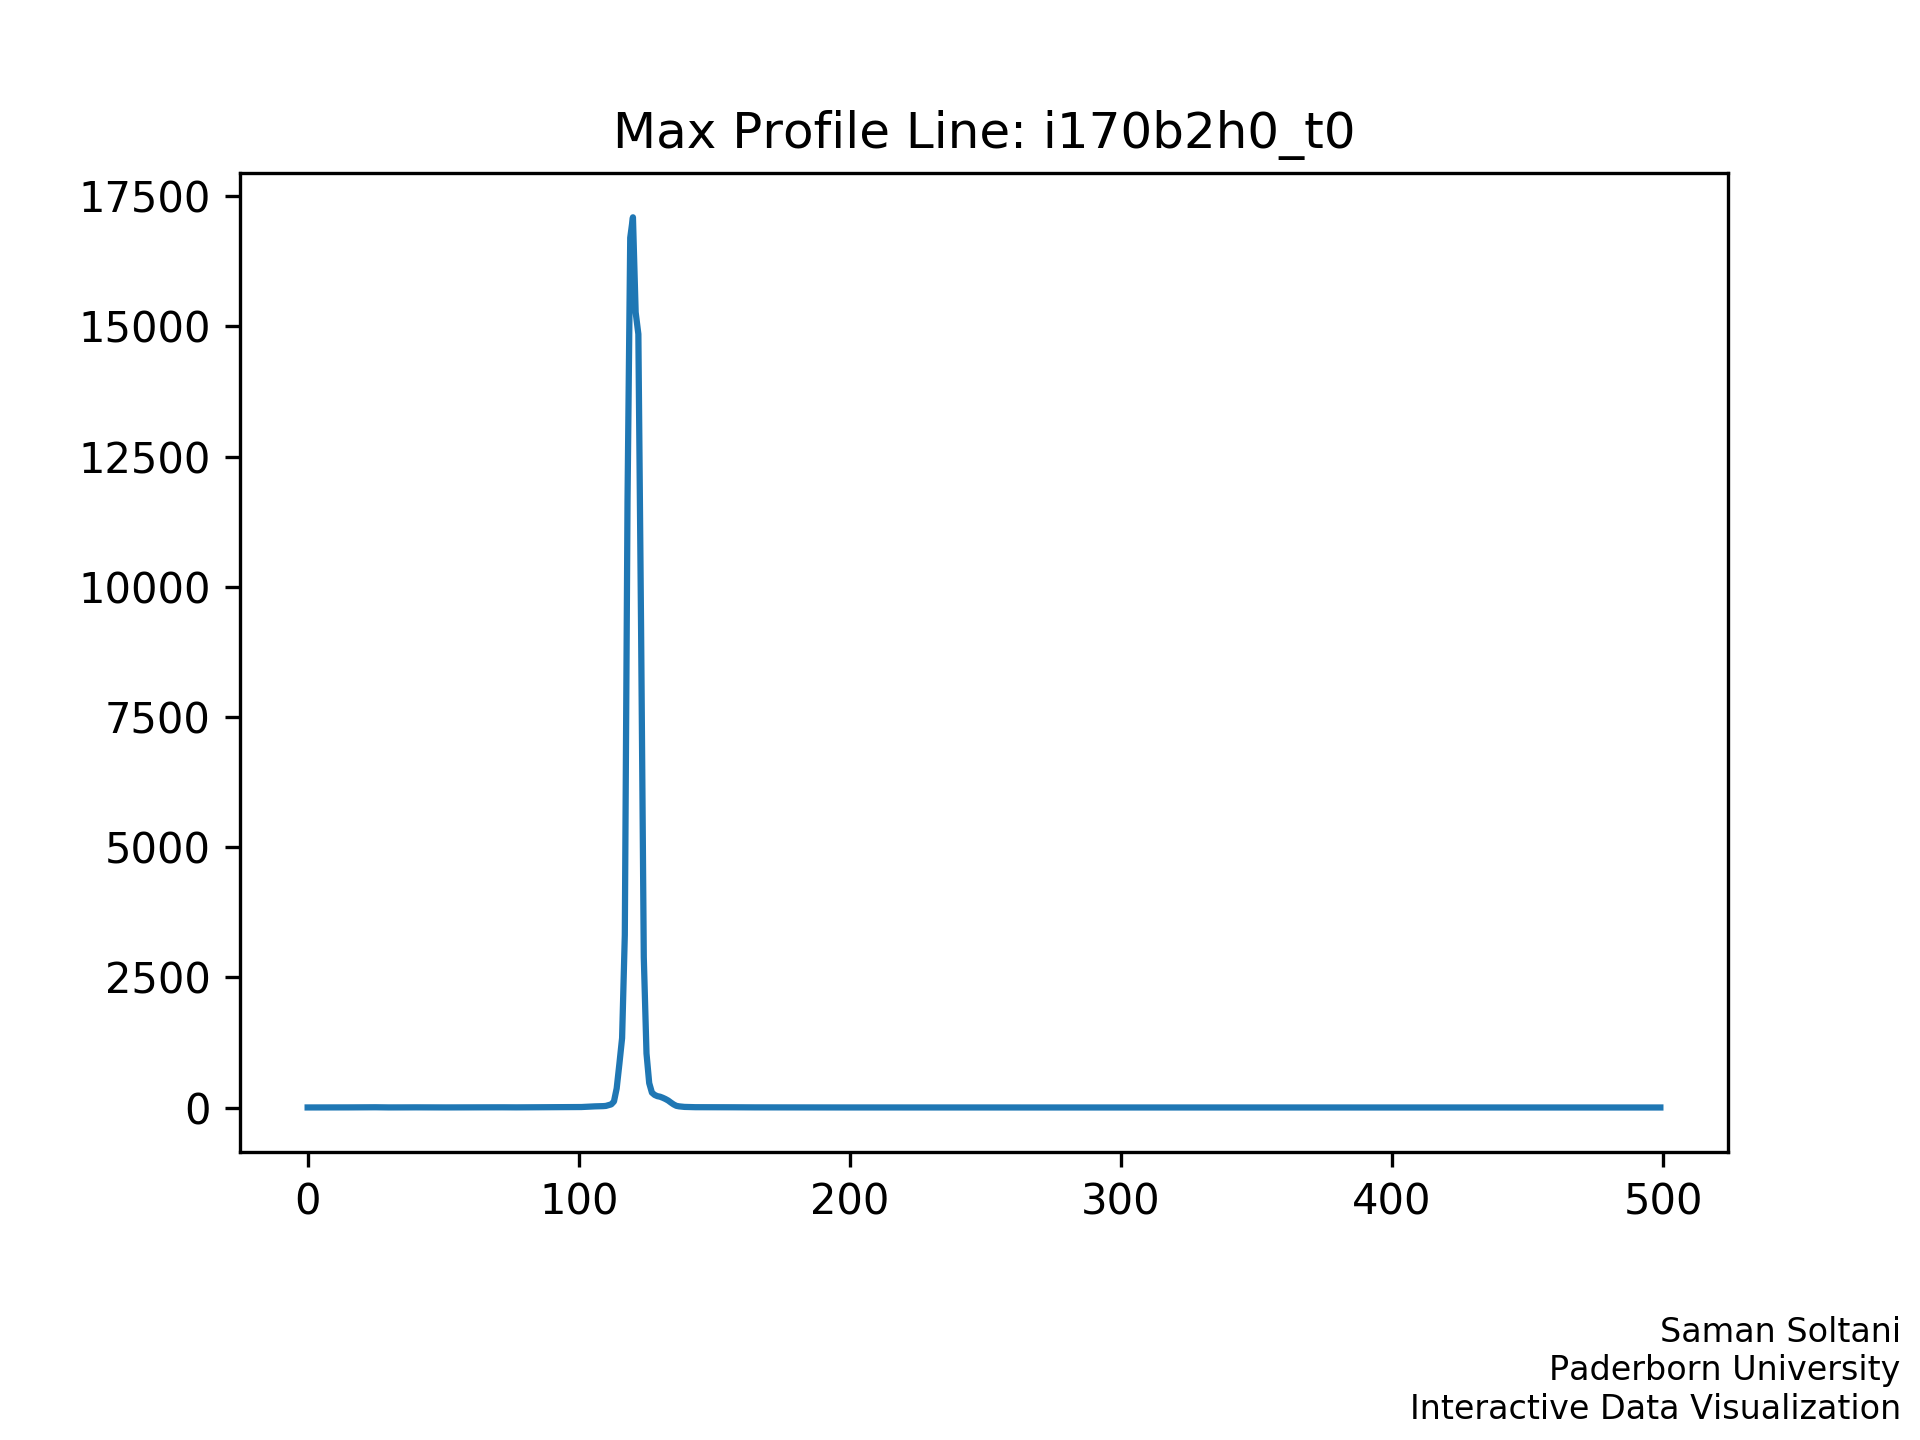 Max Profile Line: i170b2h0_t0
17500
15000
12500
10000
7500
5000
2500
0
0 100 200 300 400 500
Saman Soltani
Paderborn University
Interactive Data Visualization